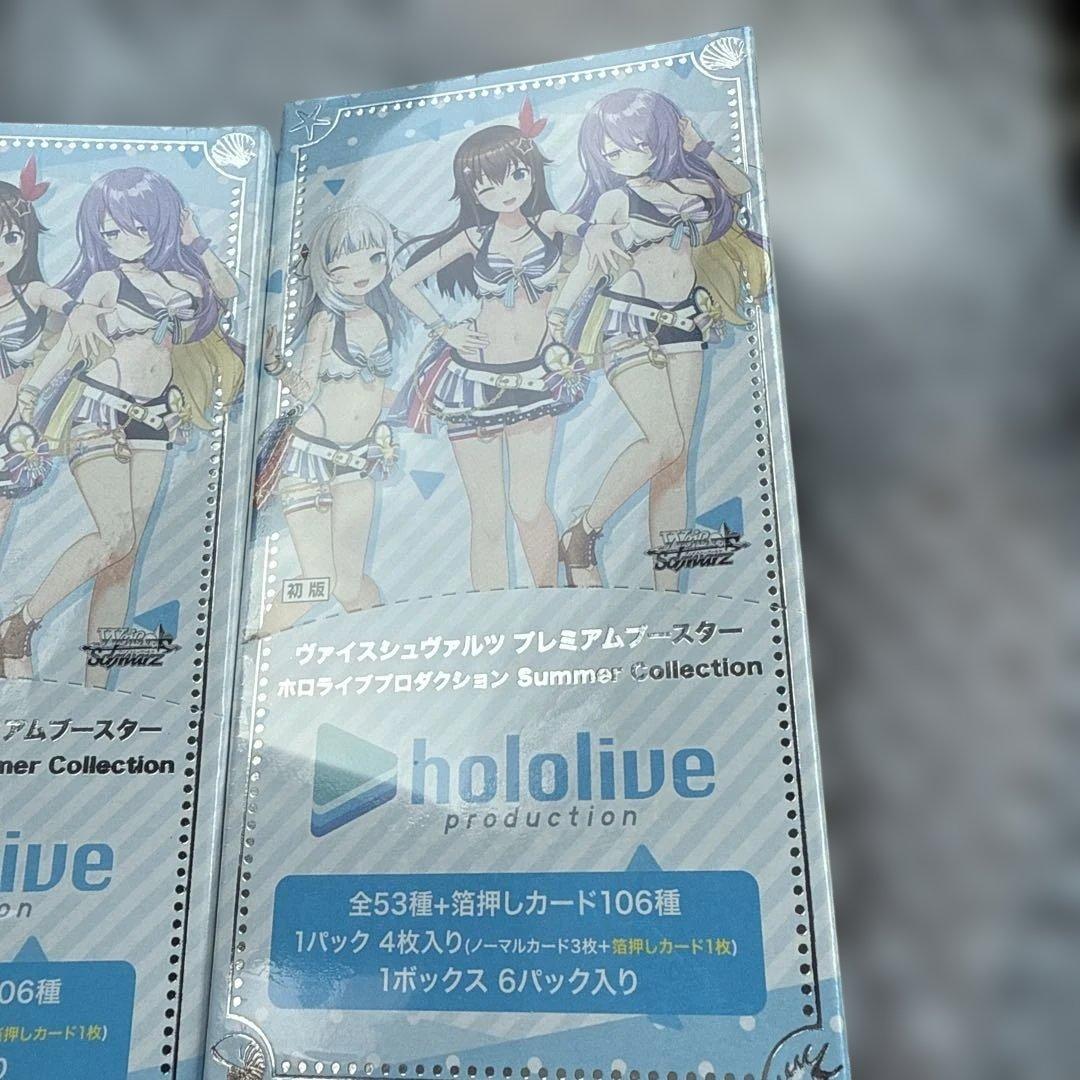 Weiß
Schwarz
アムブースター
mer Collection
ive
on
06種
箔押しカード1枚)
初版
Weiß
Schwarz
ヴァイスシュヴァルツ プレミアムブースター
ホロライブプロダクション Summer Collection
hololive
production
全53種+箔押しカード106種
1パック 4枚入り(ノーマルカード3枚+箔押しカード1枚)
1ボックス 6パック入り